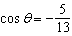 cos θ = − 5/13